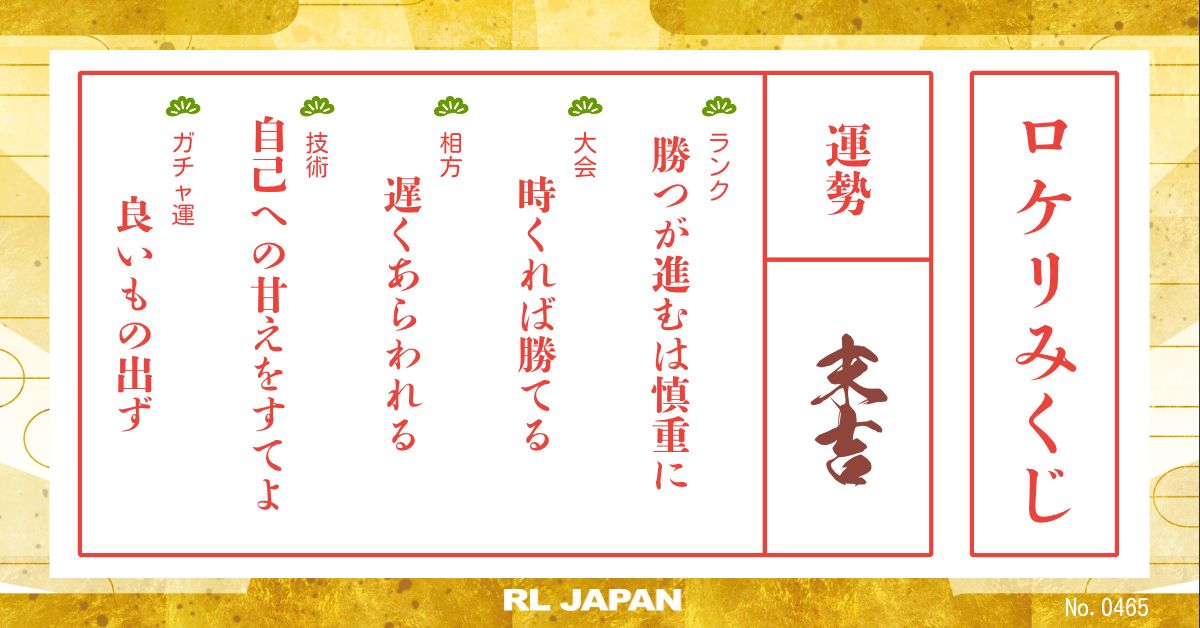 ロケリみくじ
運勢
末吉
ランク
勝つが進むは慎重に
大会
時くれば勝てる
相方
遅くあらわれる
技術
自己への甘えをすてよ
ガチャ運
良いもの出ず
RL JAPAN
No. 0465